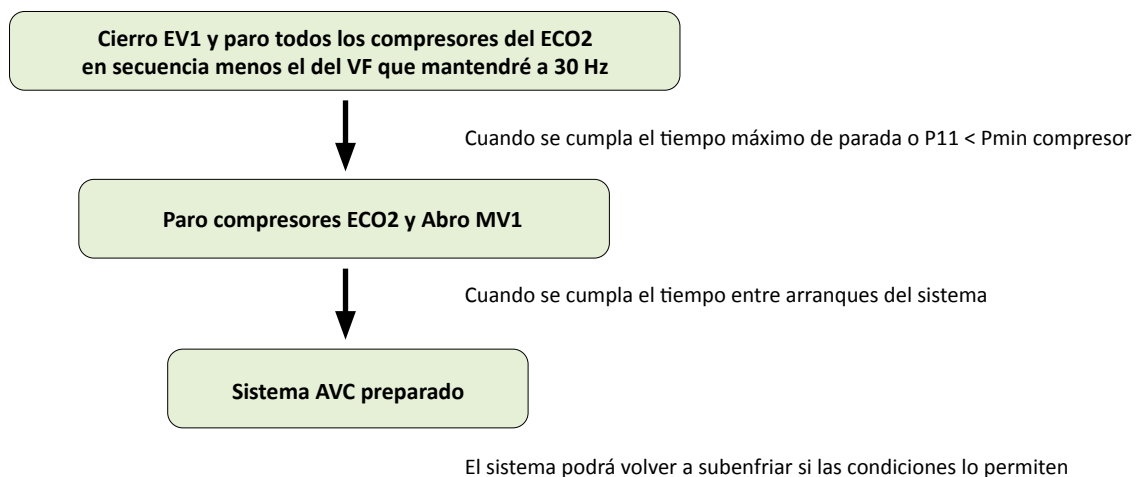 Cierro EV1 y paro todos los compresores del ECO2
en secuencia menos el del VF que mantendré a 30 Hz
Cuando se cumpla el tiempo máximo de parada o P11 < Pmin compresor
Paro compresores ECO2 y Abro MV1
Cuando se cumpla el tiempo entre arranques del sistema
Sistema AVC preparado
El sistema podrá volver a subenfriar si las condiciones lo permiten